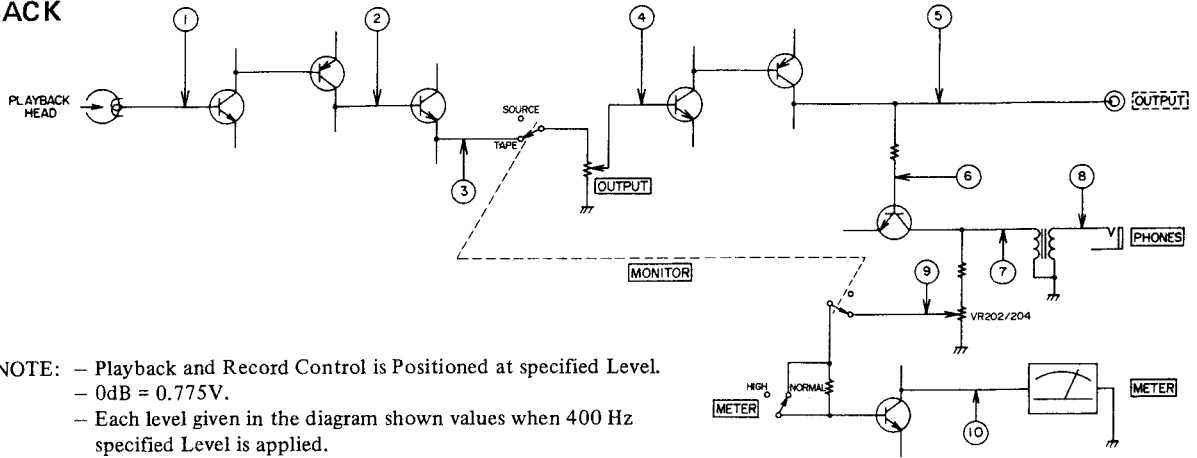 ACK
1
2
4
5
PLAYBACK
HEAD
SOURCE
TAPE
3
OUTPUT
OUTPUT
6
8
PHONES
7
MONITOR
9
VR202/204
NOTE: – Playback and Record Control is Positioned at specified Level.
– 0dB = 0.775V.
– Each level given in the diagram shown values when 400 Hz
specified Level is applied.
HIGH
NORMAL
METER
METER
10